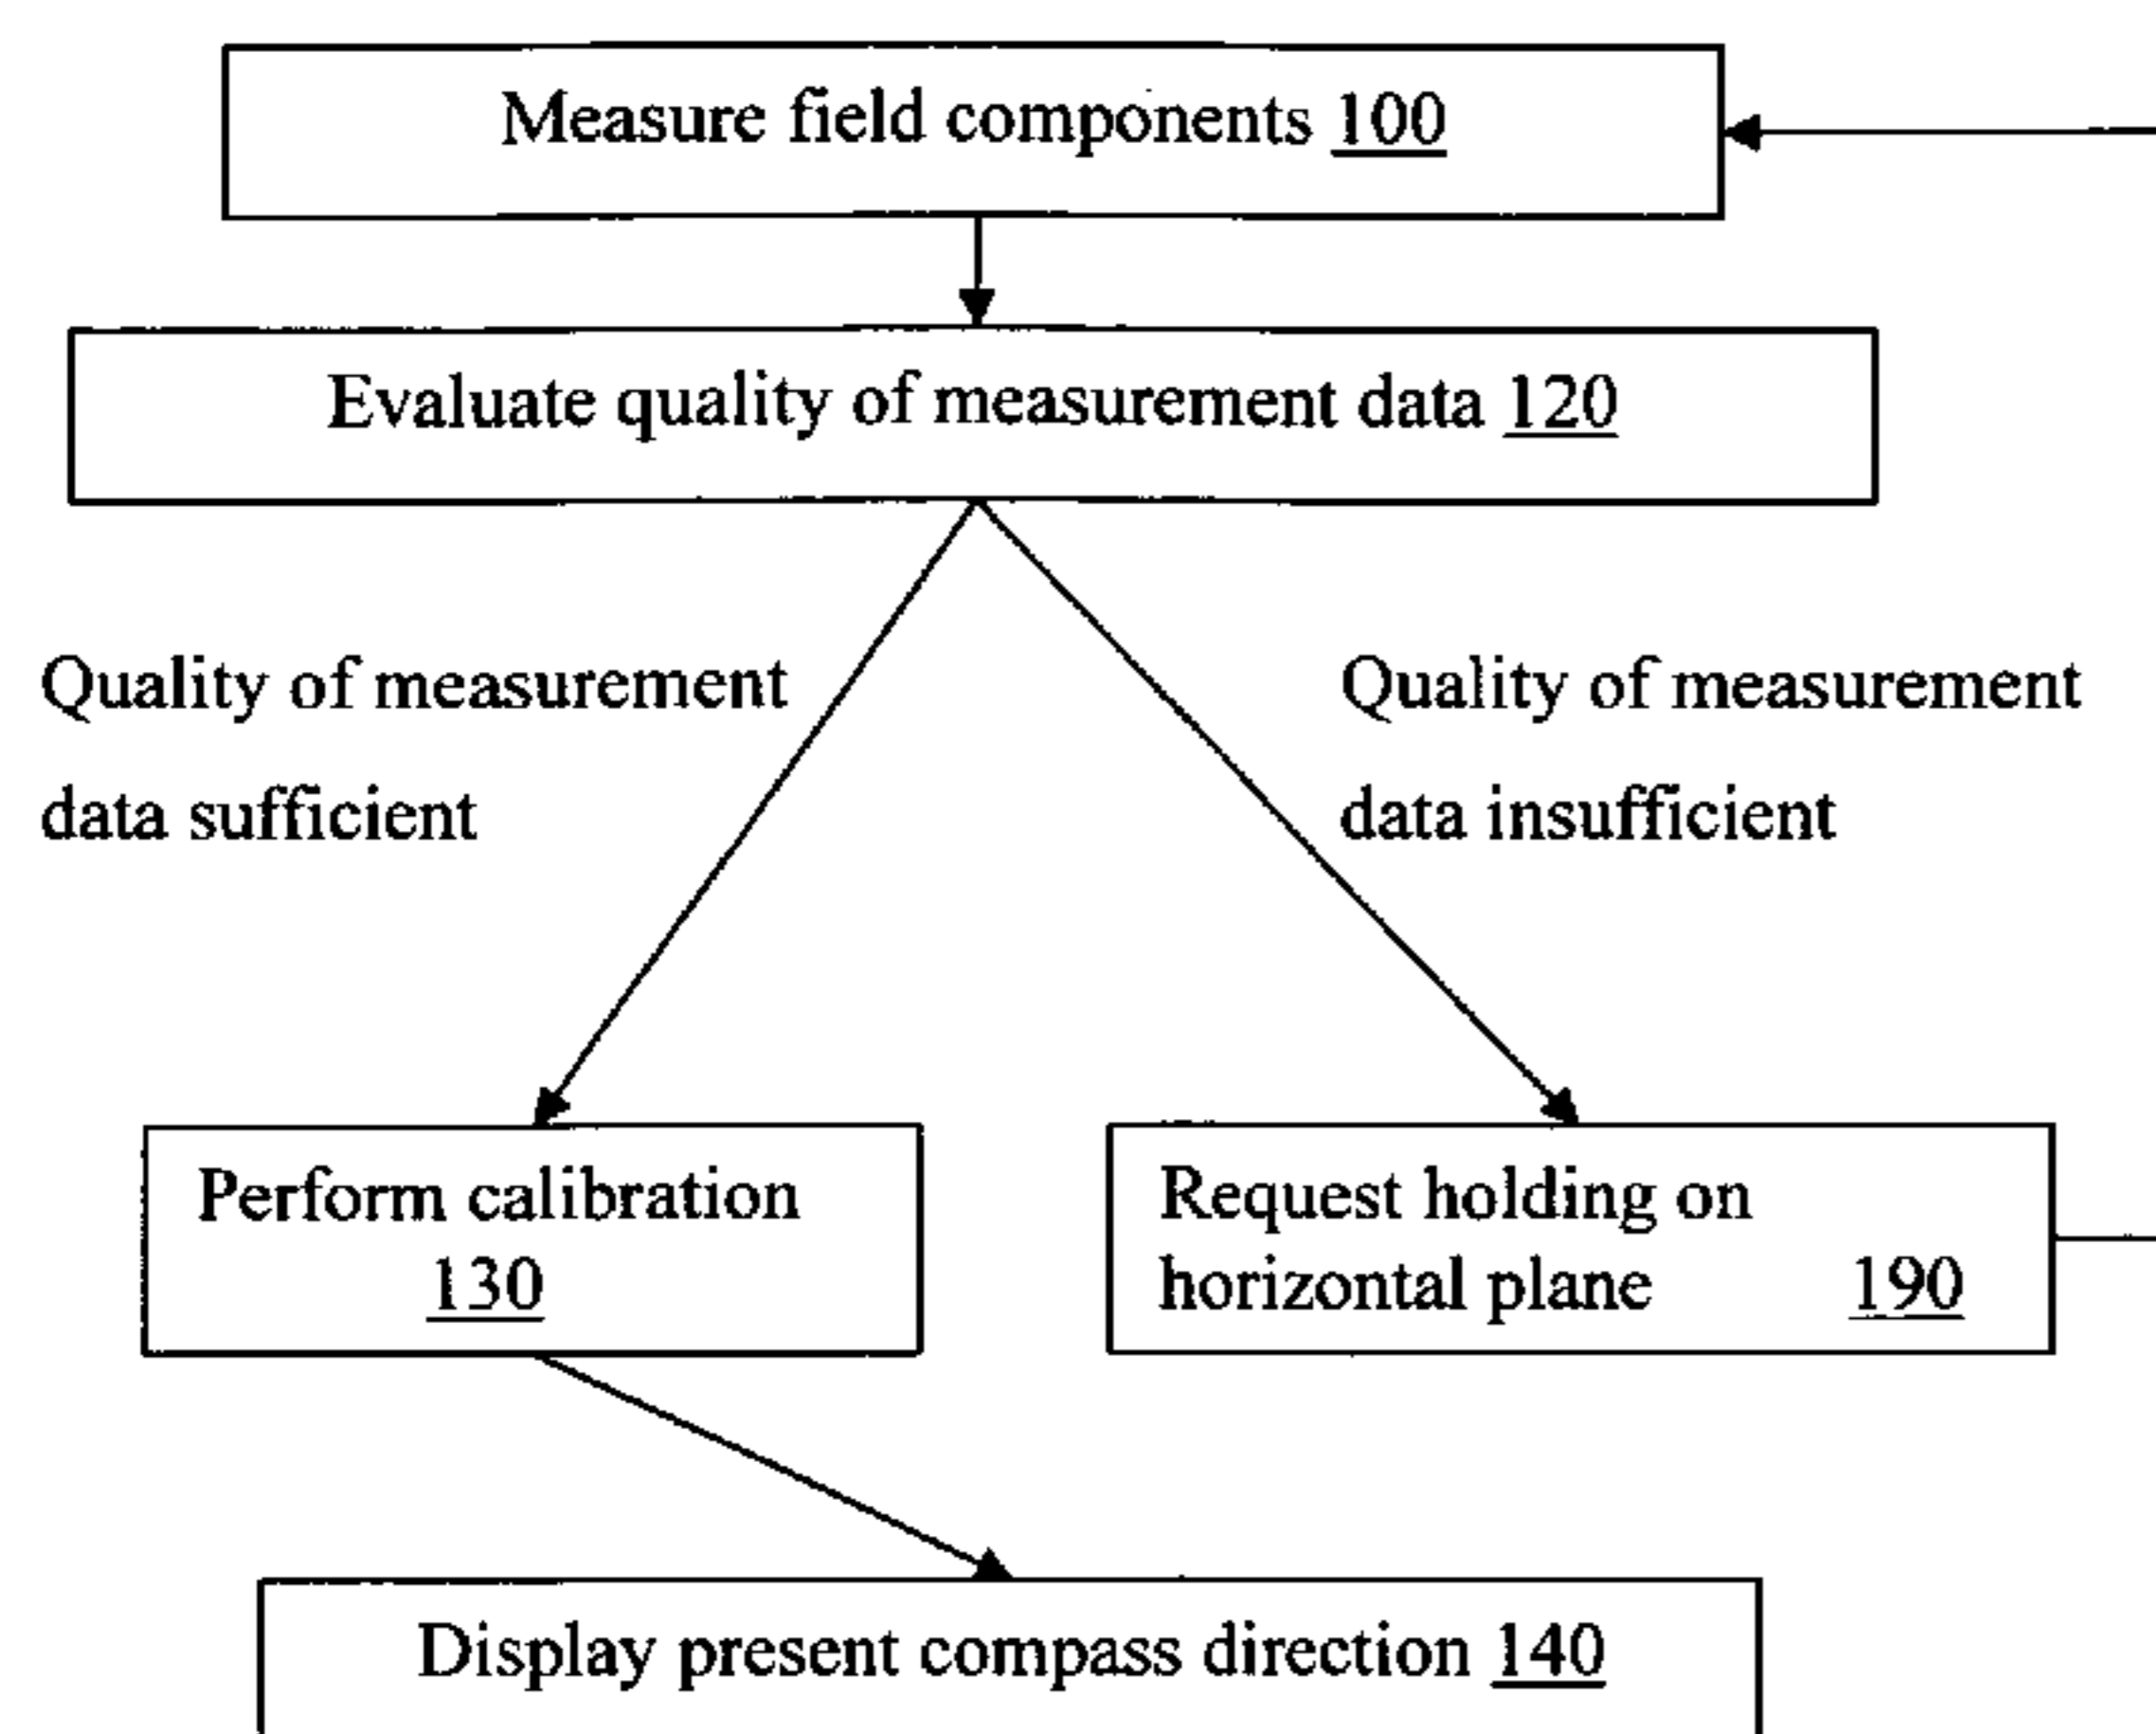 Measure field components 100
Evaluate quality of measurement data 120
Quality of measurement
data sufficient
Quality of measurement
data insufficient
Perform calibration
130
Request holding on
horizontal plane 190
Display present compass direction 140